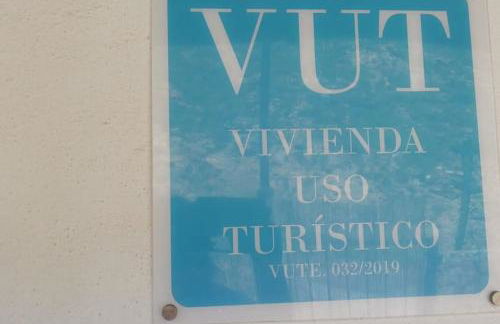 VUT
VIVIENDA
USO
TURÍSTICO
VUTE. 032/2019